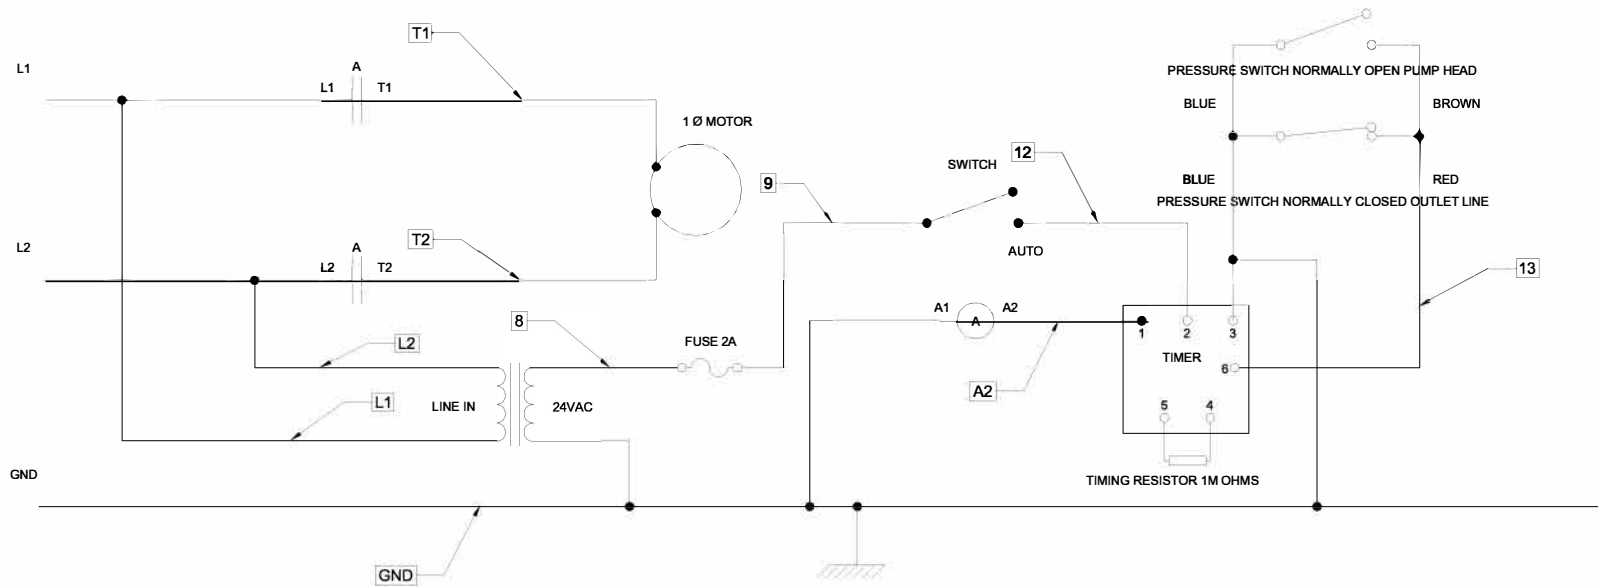 T1
L1
A
L1
T1
PRESSURE SWITCH NORMALLY OPEN PUMP HEAD
BLUE
BROWN
1 Ø MOTOR
12
SWITCH
9
BLUE
RED
PRESSURE SWITCH NORMALLY CLOSED OUTLET LINE
T2
L2
A
L2
T2
AUTO
13
A1
A
A2
8
1
2
3
L2
FUSE 2A
TIMER
6
A2
L1
LINE IN
24VAC
5
4
GND
TIMING RESISTOR 1M OHMS
GND